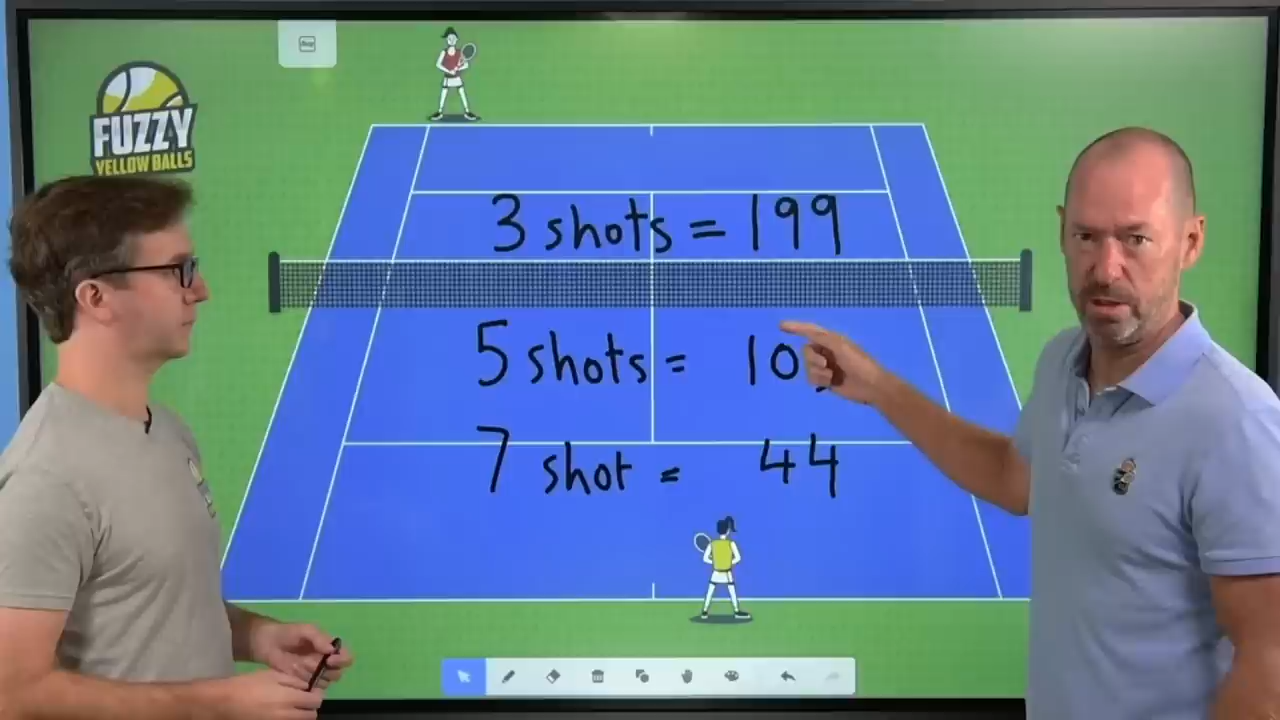 FUZZY
YELLOW BALLS
3 shots = 199
5 shots = 10
7 shot = 44